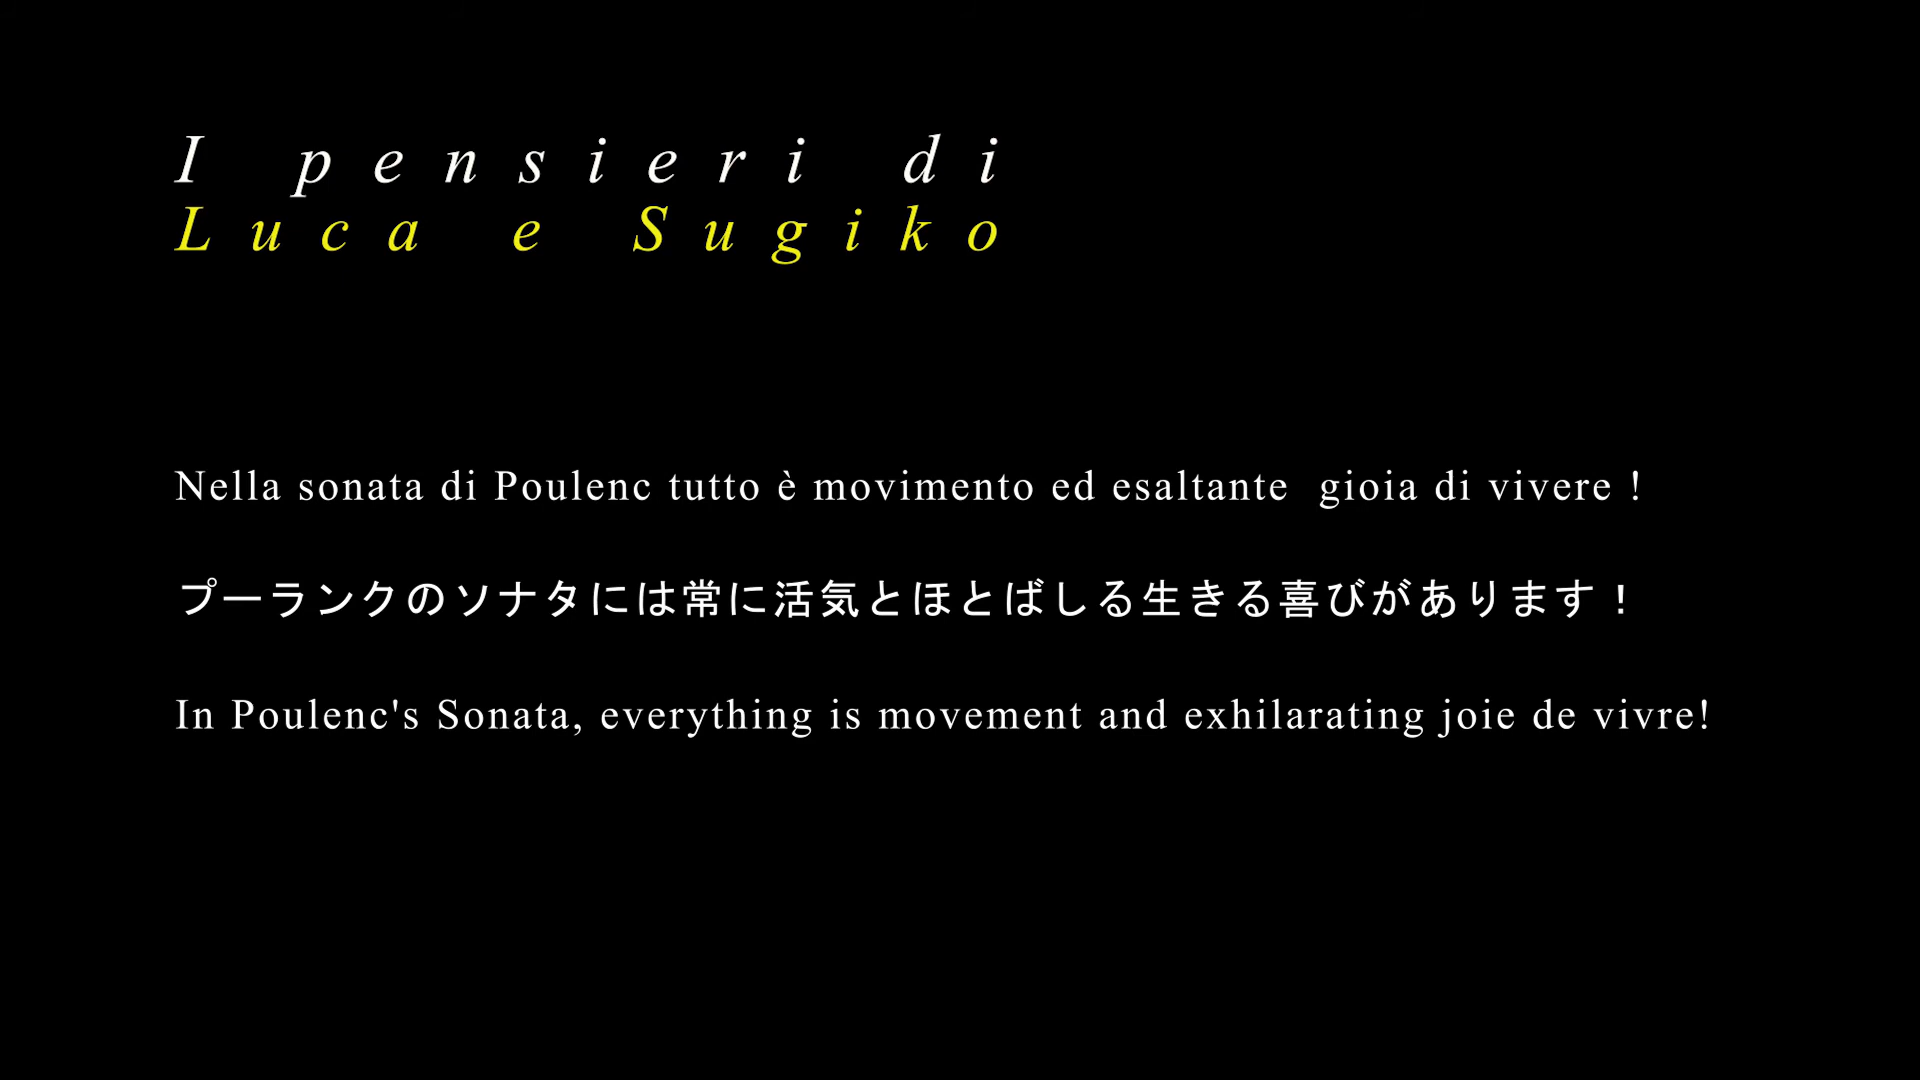 I pensieri di
Luca e Sugiko
Nella sonata di Poulenc tutto è movimento ed esaltante  gioia di vivere !
プーランクのソナタには常に活気とほとばしる生きる喜びがあります！
In Poulenc's Sonata, everything is movement and exhilarating joie de vivre!